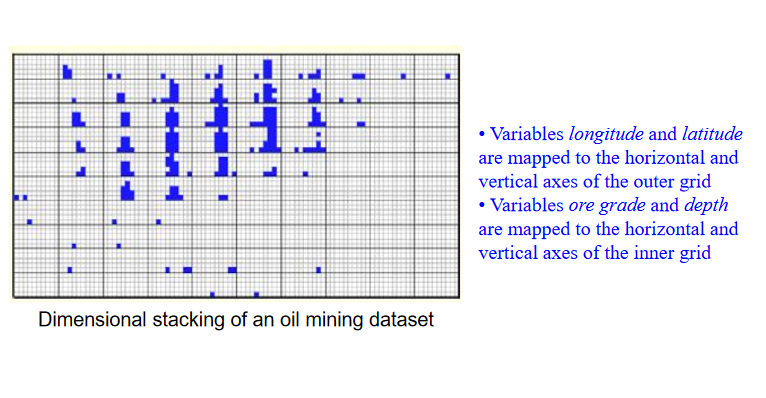 • Variables longitude and latitude
are mapped to the horizontal and
vertical axes of the outer grid
• Variables ore grade and depth
are mapped to the horizontal and
vertical axes of the inner grid
Dimensional stacking of an oil mining dataset